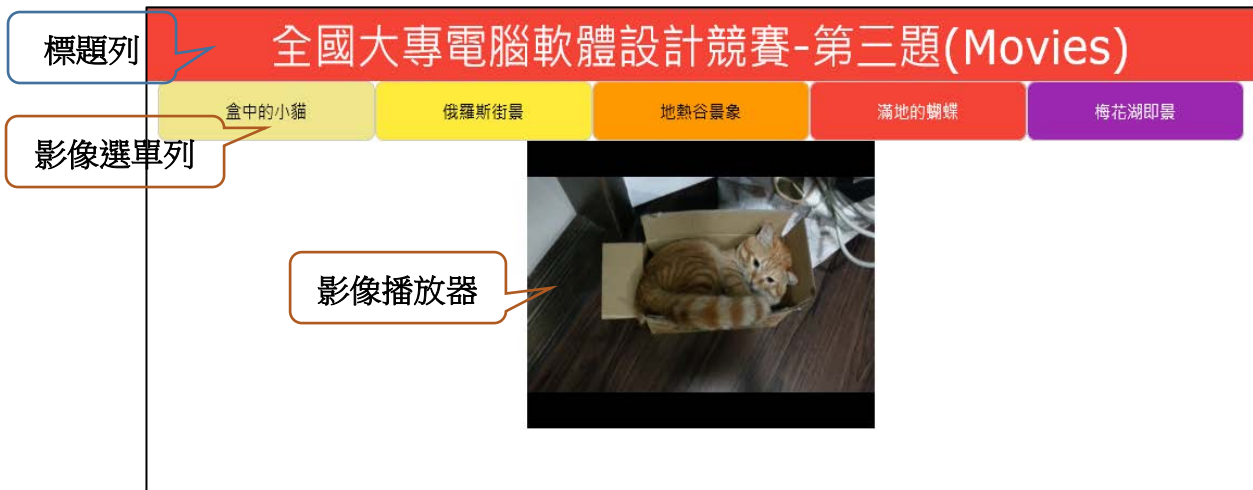 標題列
全國大專電腦軟體設計競賽-第三題(Movies)
盒中的小貓
俄羅斯街景
地熱谷景象
滿地的蝴蝶
梅花湖即景
影像選單列
影像播放器